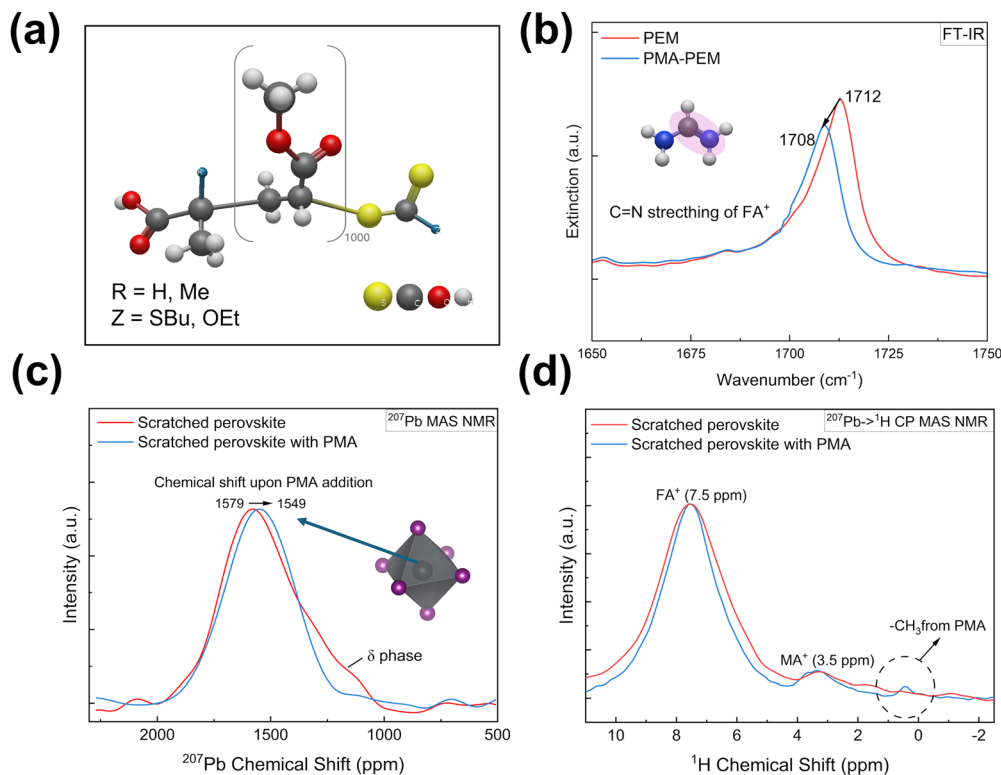 (a)
1000
R = H, Me
Z = SBu, OEt
S
C
O
H
(b)
PEM
PMA-PEM
FT-IR
1712
1708
C=N strecthing of FA⁺
Extinction (a.u.)
1650
1675
1700
1725
1750
Wavenumber (cm⁻¹)
(c)
Scratched perovskite
Scratched perovskite with PMA
²⁰⁷Pb MAS NMR
Chemical shift upon PMA addition
1579
1549
δ phase
Intensity (a.u.)
2000
1500
1000
500
²⁰⁷Pb Chemical Shift (ppm)
(d)
Scratched perovskite
Scratched perovskite with PMA
²⁰⁷Pb->¹H CP MAS NMR
FA⁺ (7.5 ppm)
-CH₃from PMA
MA⁺ (3.5 ppm)
Intensity (a.u.)
10
8
6
4
2
0
-2
¹H Chemical Shift (ppm)